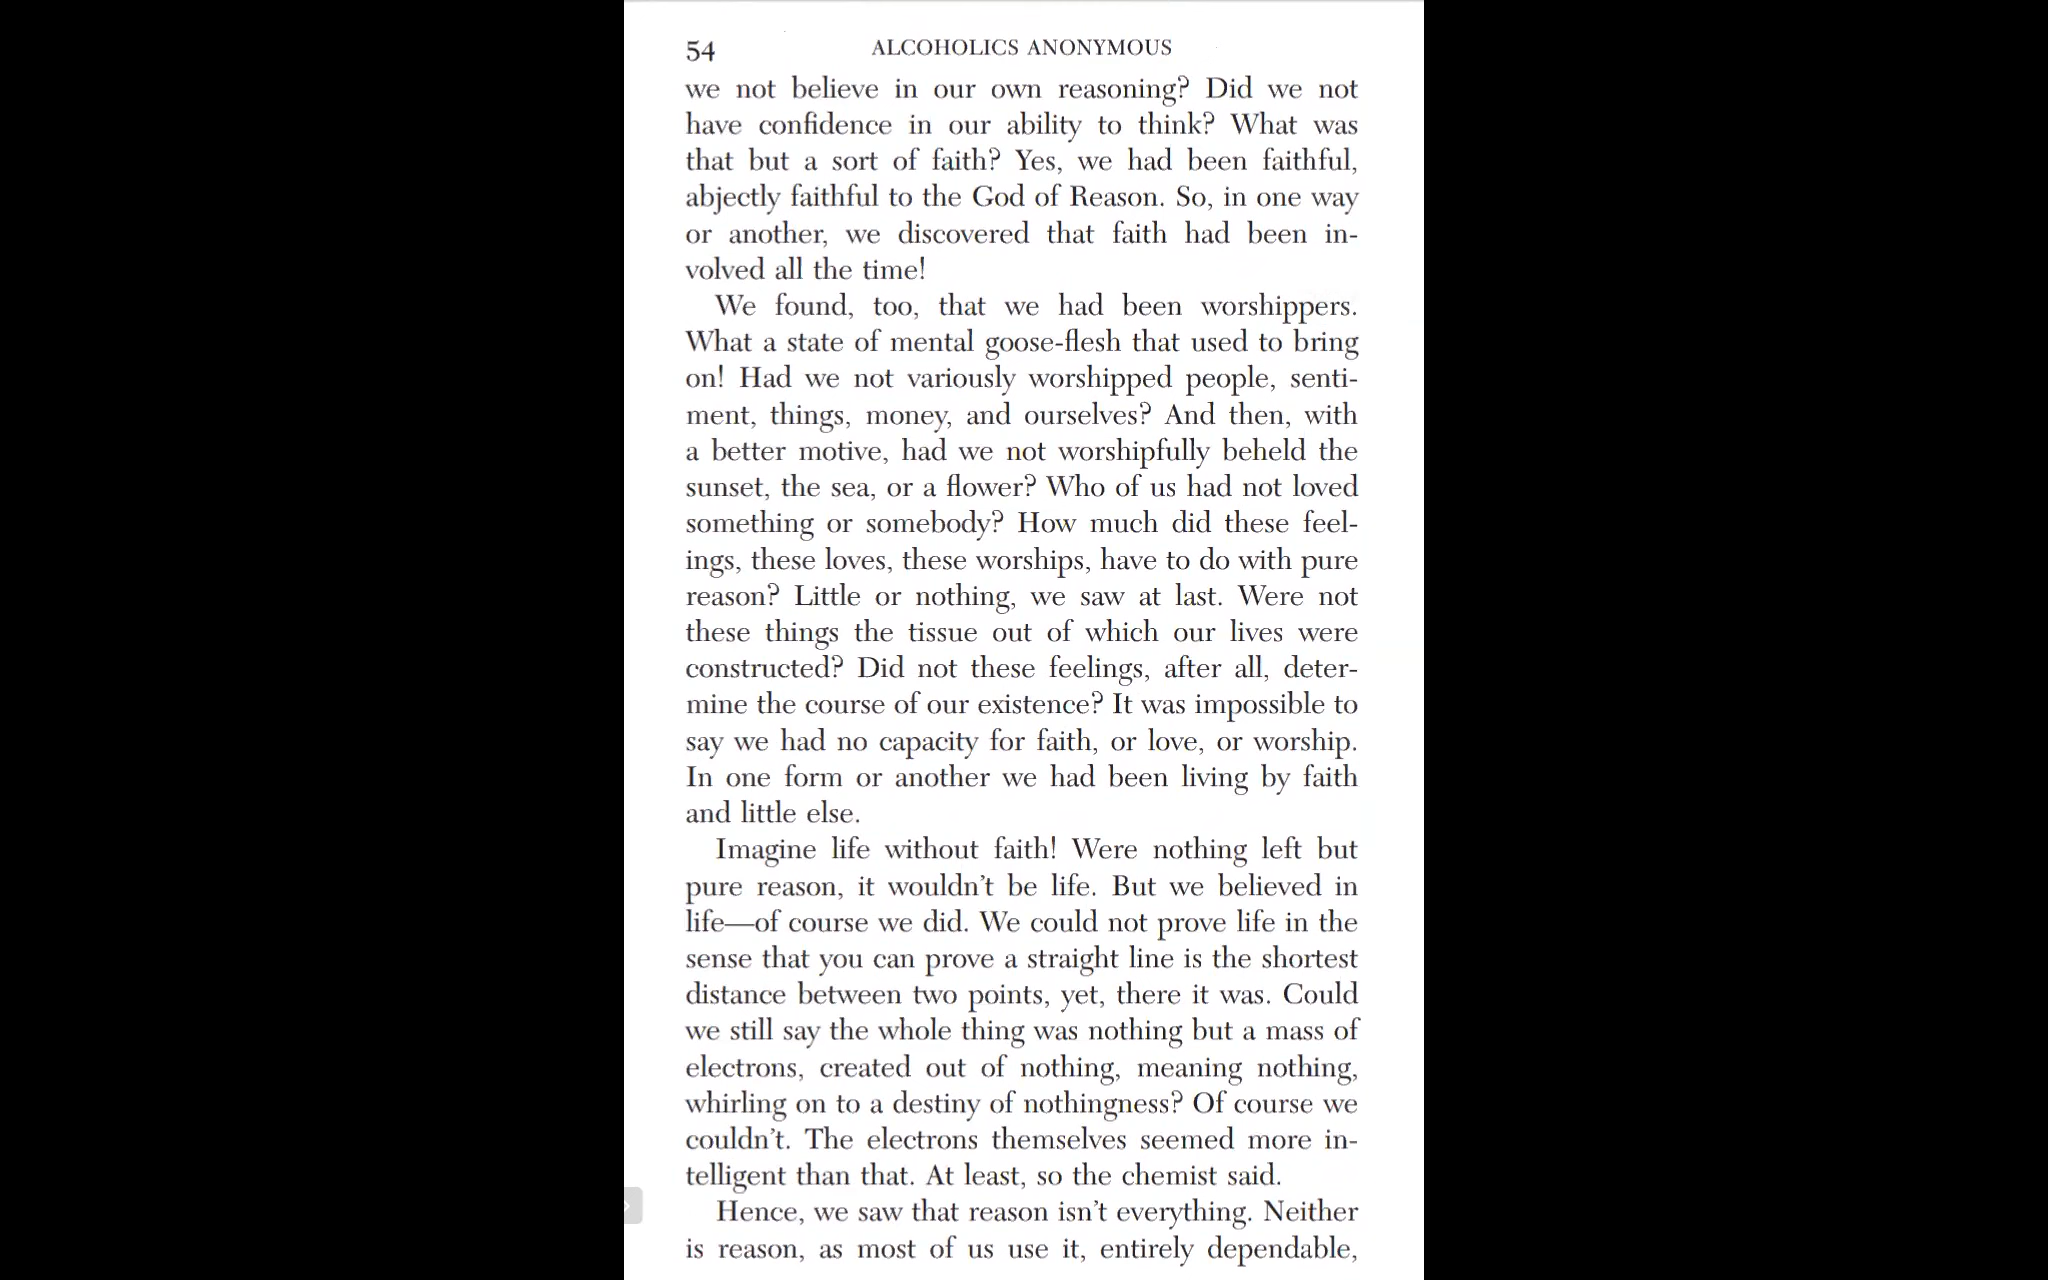 54 ALCOHOLICS ANONYMOUS
we not believe in our own reasoning? Did we not
have confidence in our ability to think? What was
that but a sort of faith? Yes, we had been faithful,
abjectly faithful to the God of Reason. So, in one way
or another, we discovered that faith had been in-
volved all the time!
We found, too, that we had been worshippers.
What a state of mental goose-flesh that used to bring
on! Had we not variously worshipped people, senti-
ment, things, money, and ourselves? And then, with
a better motive, had we not worshipfully beheld the
sunset, the sea, or a flower? Who of us had not loved
something or somebody? How much did these feel-
ings, these loves, these worships, have to do with pure
reason? Little or nothing, we saw at last. Were not
these things the tissue out of which our lives were
constructed? Did not these feelings, after all, deter-
mine the course of our existence? It was impossible to
say we had no capacity for faith, or love, or worship.
In one form or another we had been living by faith
and little else.
Imagine life without faith! Were nothing left but
pure reason, it wouldn’t be life. But we believed in
life—of course we did. We could not prove life in the
sense that you can prove a straight line is the shortest
distance between two points, yet, there it was. Could
we still say the whole thing was nothing but a mass of
electrons, created out of nothing, meaning nothing,
whirling on to a destiny of nothingness? Of course we
couldn’t. The electrons themselves seemed more in-
telligent than that. At least, so the chemist said.
Hence, we saw that reason isn’t everything. Neither
is reason, as most of us use it, entirely dependable,